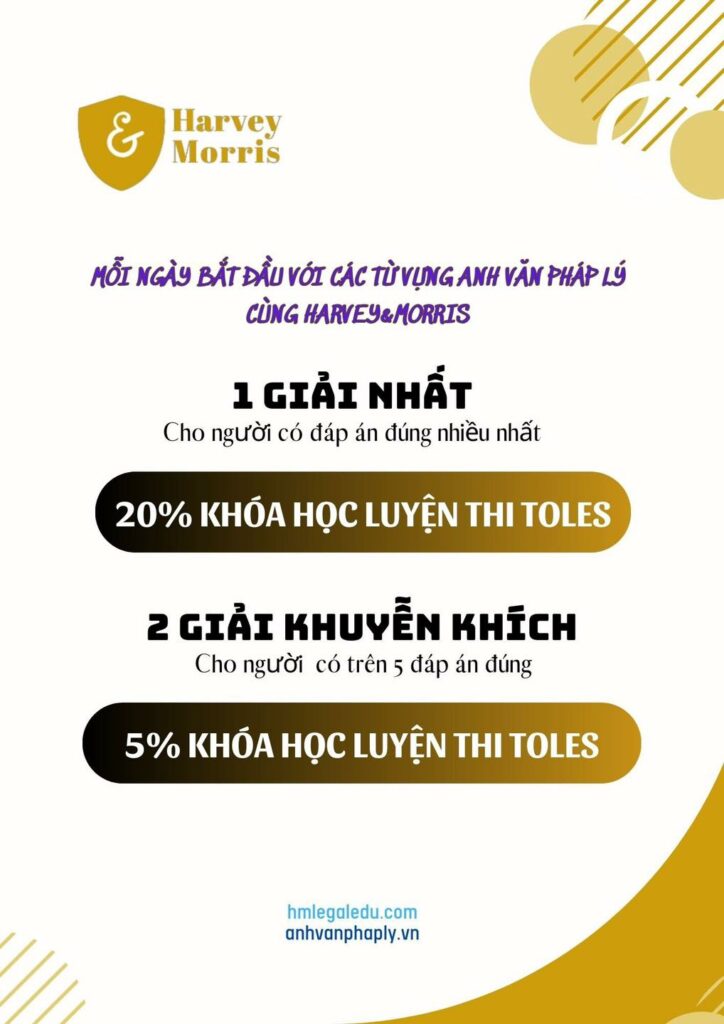 &
Harvey
Morris
MỖI NGÀY BẮT ĐẦU VỚI CÁC TỪ VỰNG ANH VĂN PHÁP LÝ
CÙNG HARVEY&MORRIS
1 GIẢI NHẤT
Cho người có đáp án đúng nhiều nhất
20% KHÓA HỌC LUYỆN THI TOLES
2 GIẢI KHUYỄN KHÍCH
Cho người có trên 5 đáp án đúng
5% KHÓA HỌC LUYỆN THI TOLES
hmlegaledu.com
anhvanphaply.vn